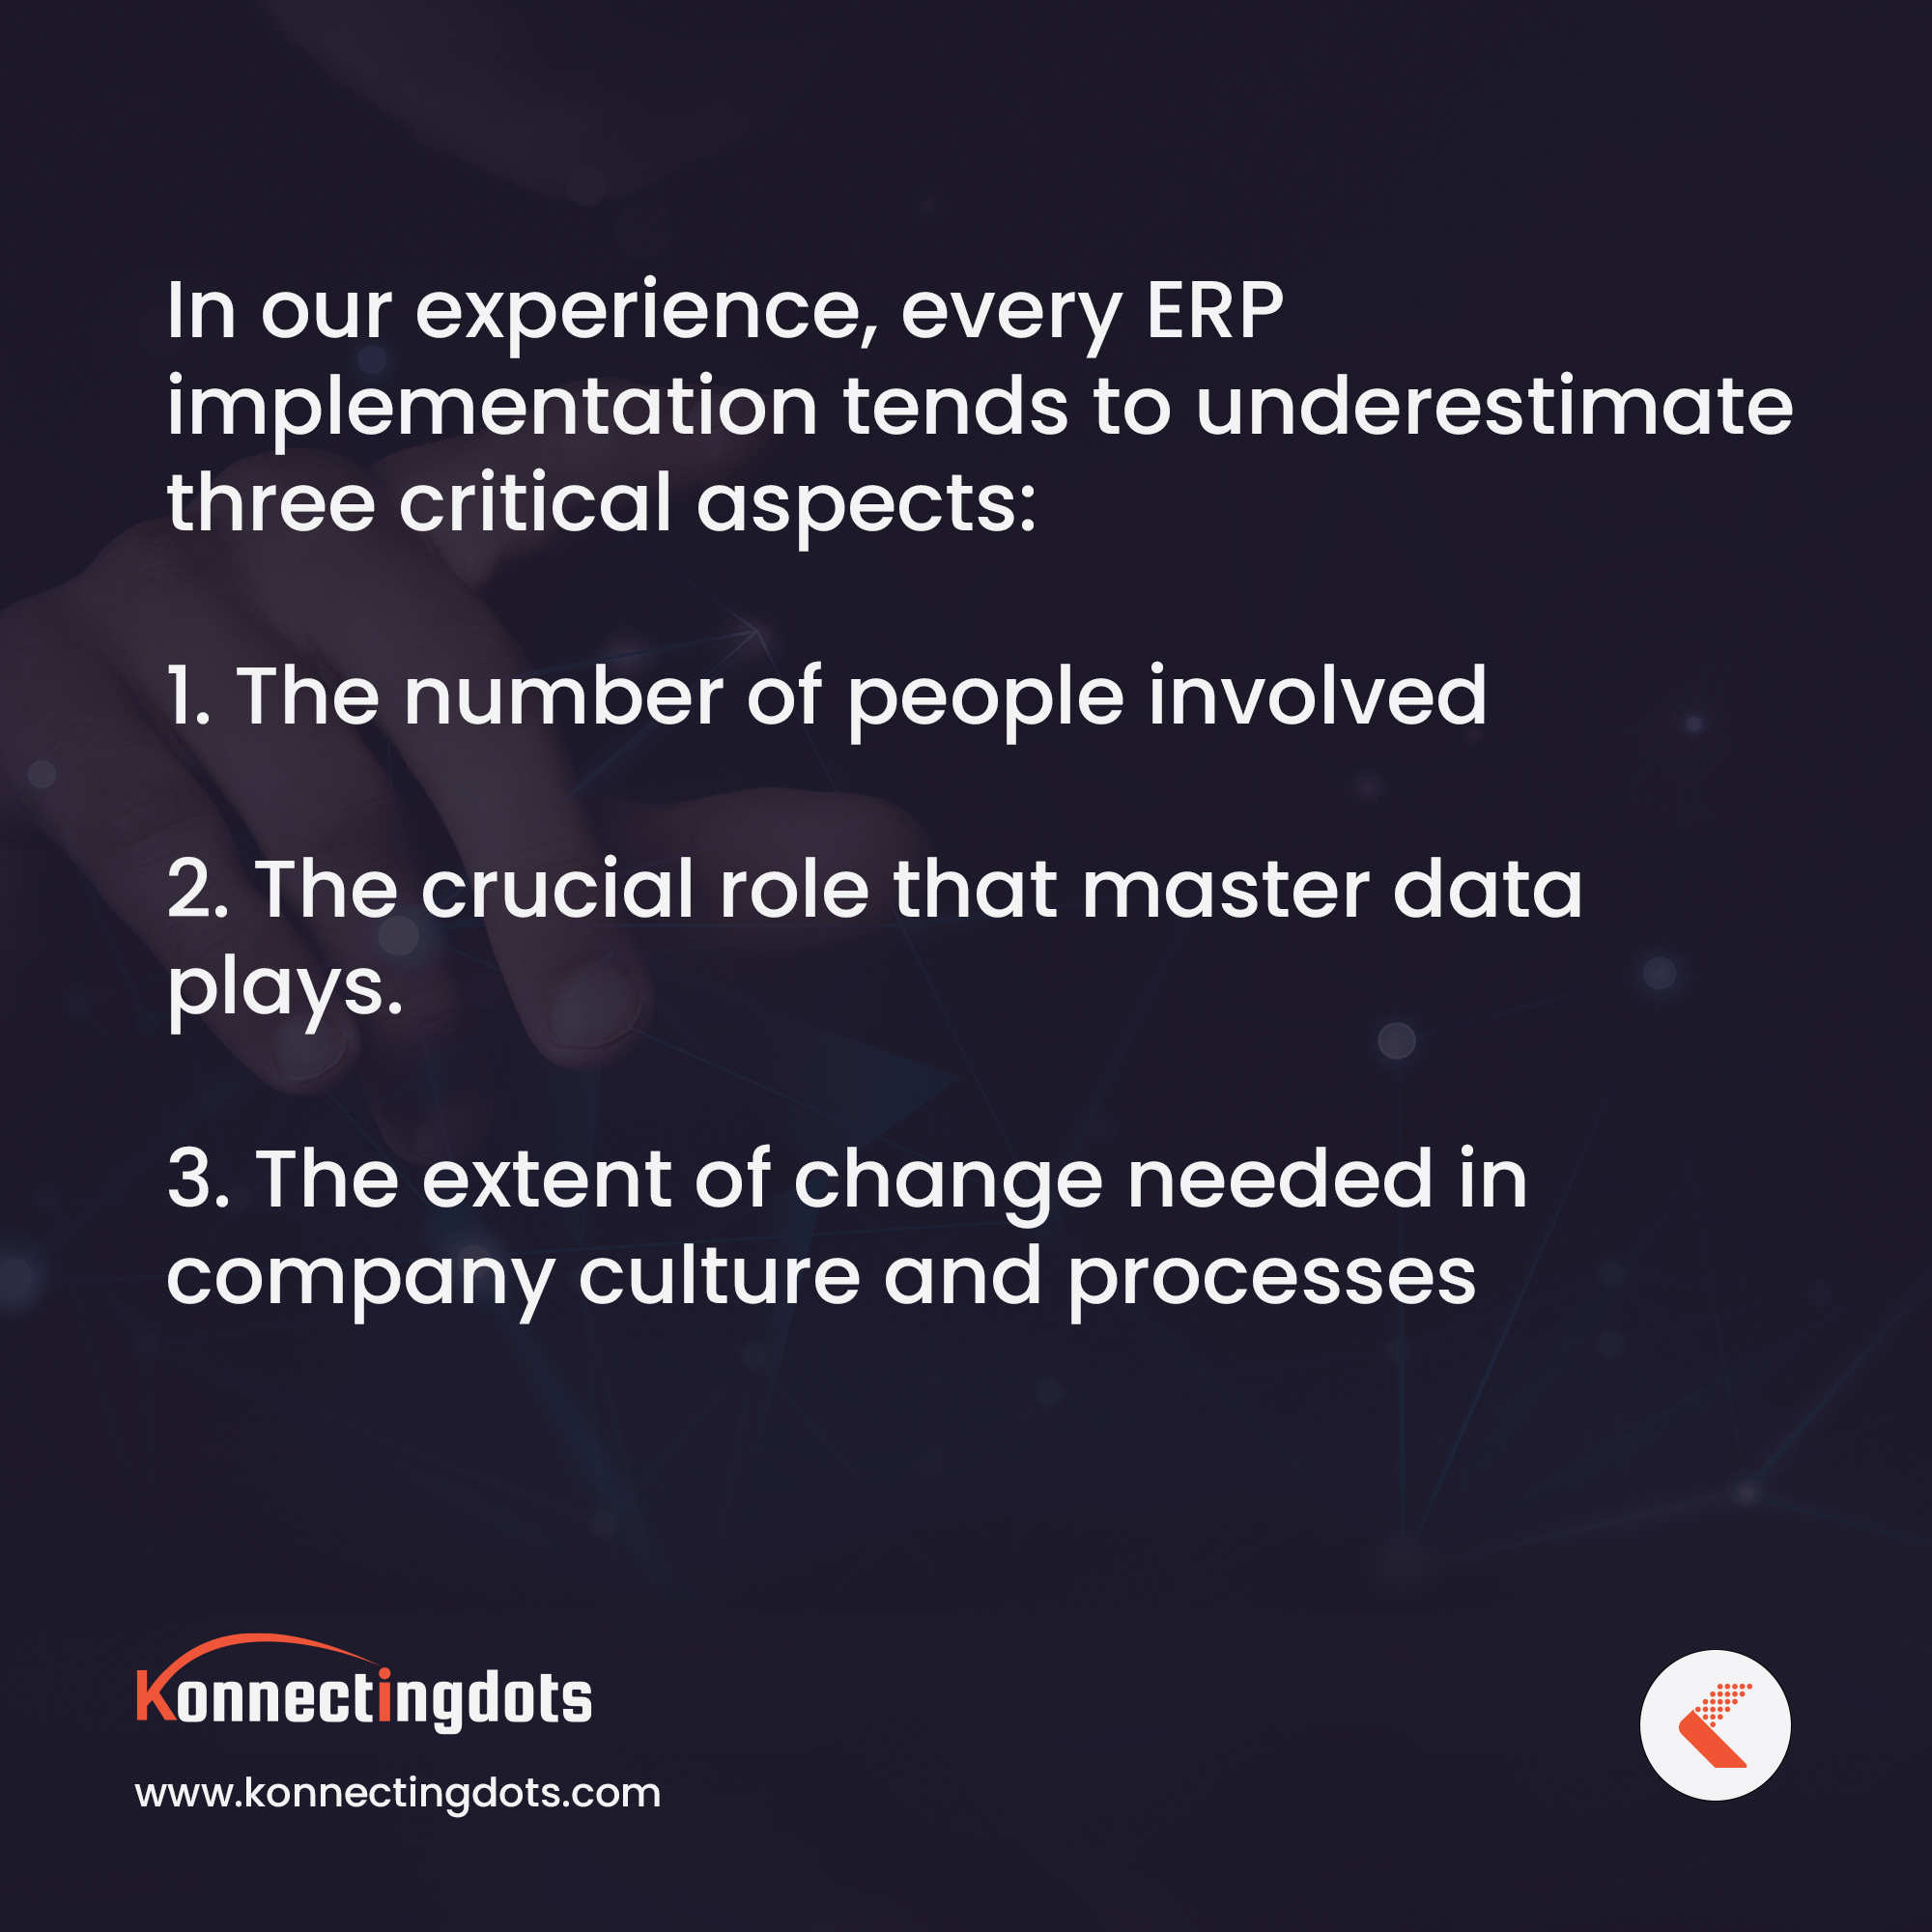 In our experience, every ERP
implementation tends to underestimate
three critical aspects:
1. The number of people involved
2. The crucial role that master data
plays.
3. The extent of change needed in
company culture and processes
Konnectingdots
www.konnectingdots.com